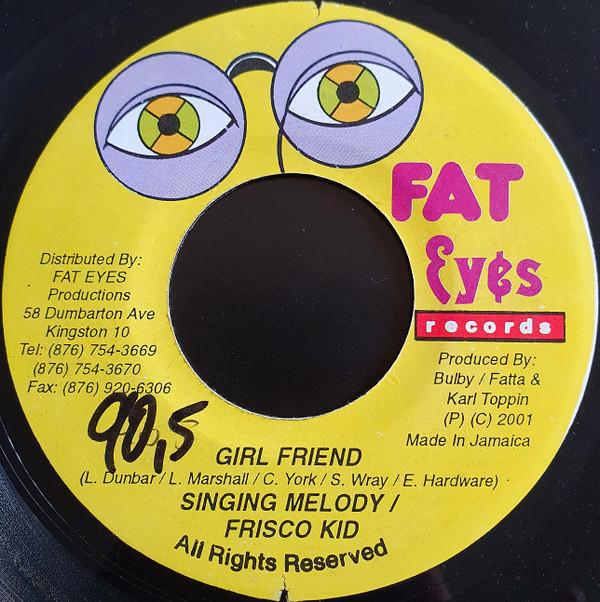 FAT
Eyes
records
Distributed By:
FAT EYES
Productions
58 Dumbarton Ave
Kingston 10
Tel: (876) 754-3669
(876) 754-3670
Fax: (876) 920-6306
Produced By:
Bulby / Fatta &
Karl Toppin
(P) (C) 2001
Made In Jamaica
90,5
GIRL FRIEND
(L. Dunbar / L. Marshall / C. York / S. Wray / E. Hardware)
SINGING MELODY /
FRISCO KID
All Rights Reserved